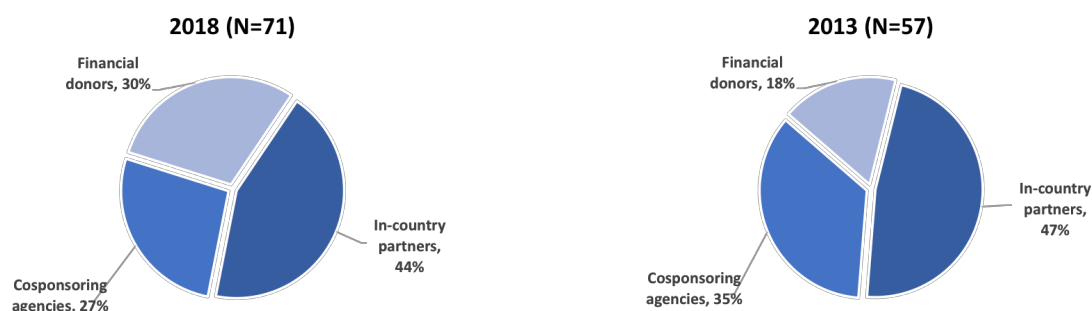 2018 (N=71)
Financial
donors, 30%
In-country
partners,
44%
Cosponsoring
agencies, 27%
2013 (N=57)
Financial
donors, 18%
In-country
partners,
47%
Cosponsoring
agencies, 35%